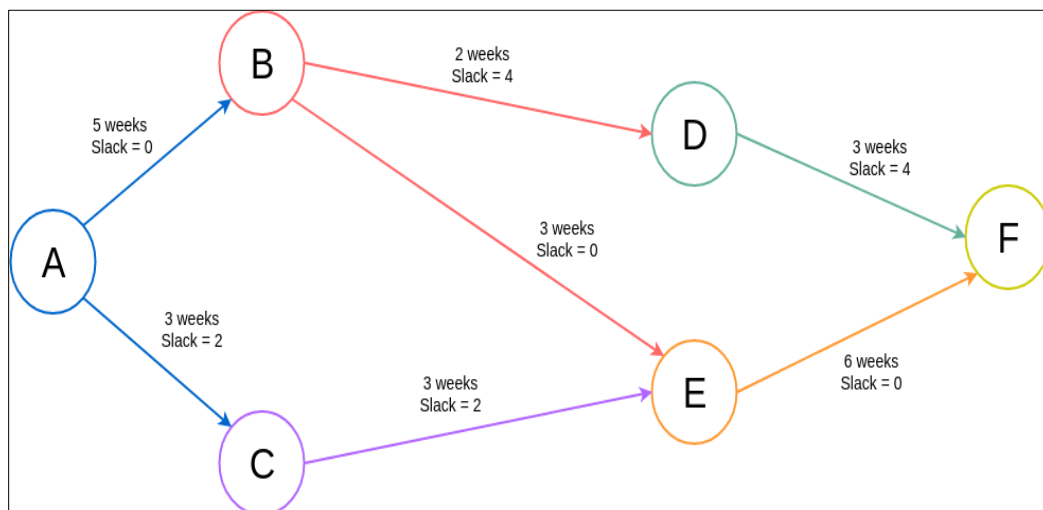 B
2 weeks
Slack = 4
D
5 weeks
Slack = 0
3 weeks
Slack = 4
3 weeks
Slack = 0
F
A
3 weeks
Slack = 2
3 weeks
Slack = 2
E
6 weeks
Slack = 0
C